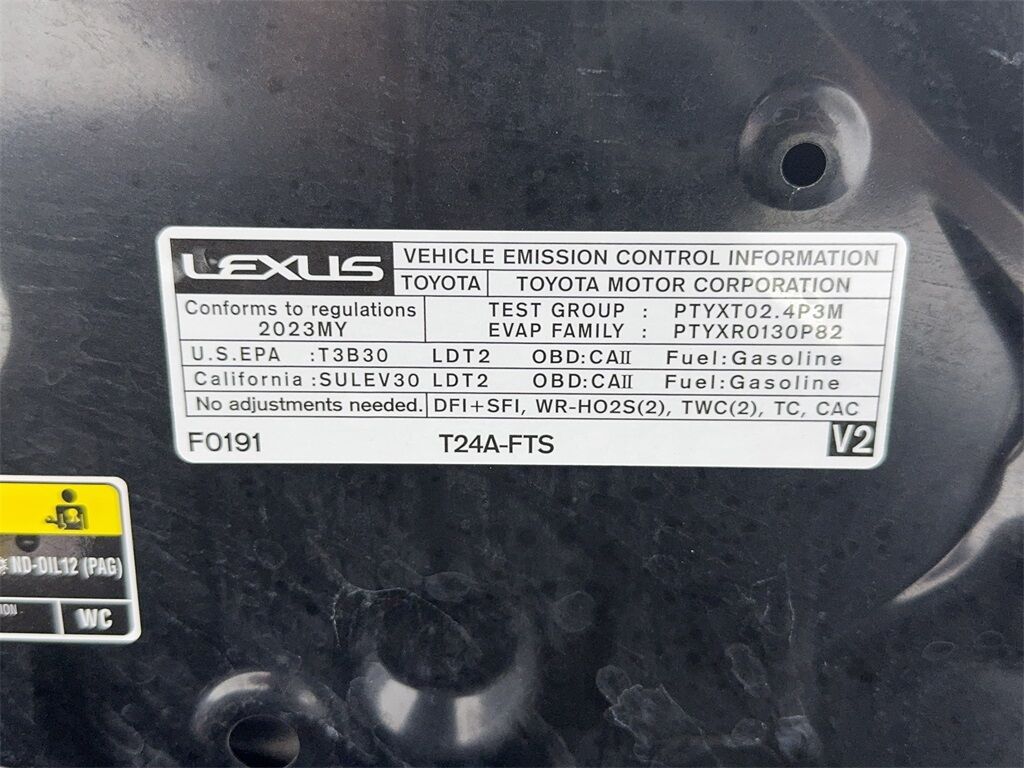 LEXUS
VEHICLE EMISSION CONTROL INFORMATION
TOYOTA TOYOTA MOTOR CORPORATION
Conforms to regulations
2023MY
TEST GROUP : PTYXT02.4P3M
EVAP FAMILY : PTYXR0130P82
U.S.EPA :T3B30 LDT2 OBD:CAII Fuel:Gasoline
California :SULEV30 LDT2 OBD:CAII Fuel:Gasoline
No adjustments needed. DFI+SFI, WR-HO2S(2), TWC(2), TC, CAC
F0191 T24A-FTS V2
ND-OIL12 (PAG)
WC